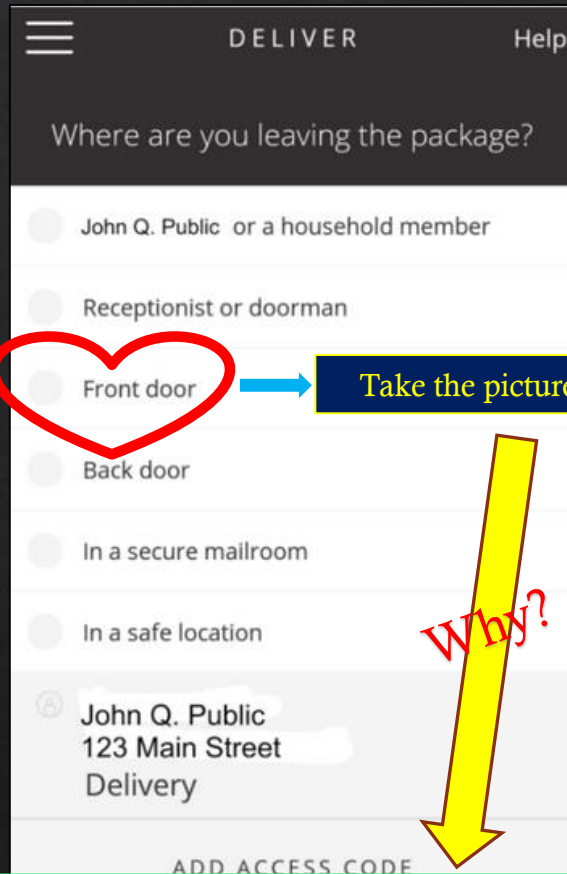 DELIVER Help
Where are you leaving the package?
John Q. Public or a household member
Receptionist or doorman
Front door Take the picture
Back door
In a secure mailroom
In a safe location
Why?
John Q. Public
123 Main Street
Delivery
ADD ACCESS CODE